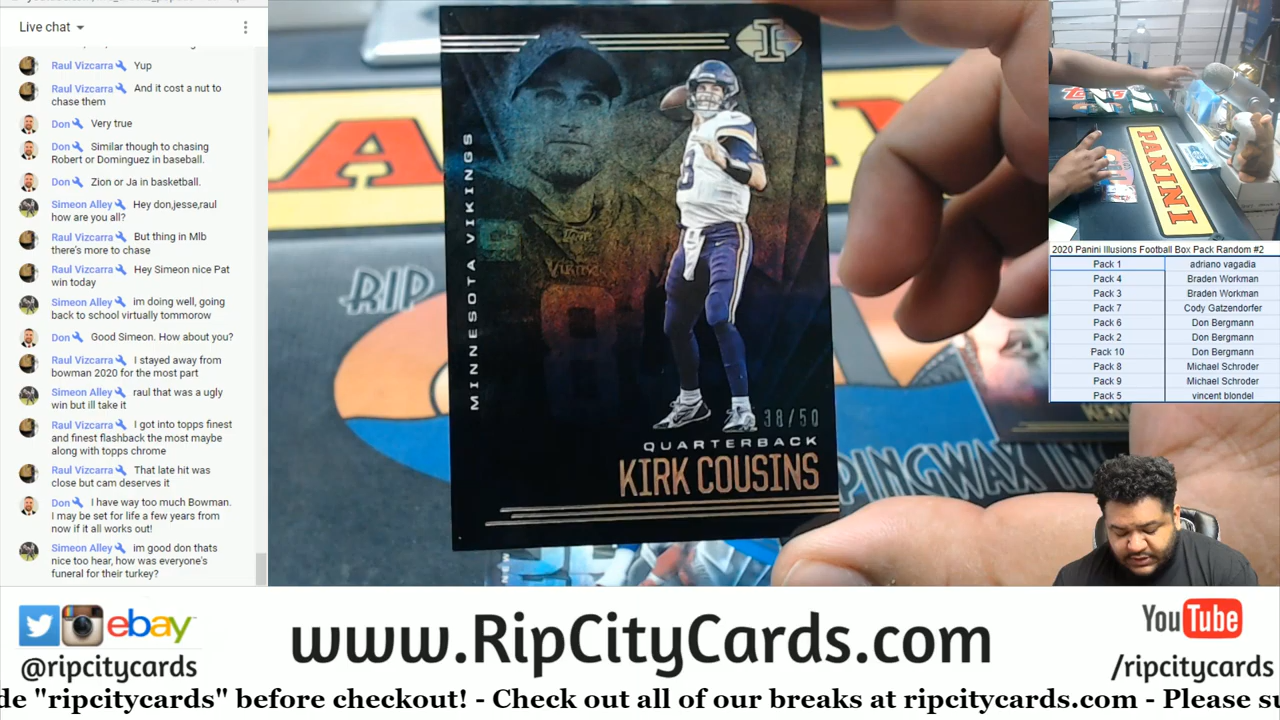 Live chat
Raul Vizcarra Yup
Raul Vizcarra And it cost a nut to
chase them
Don Very true
Don Similar though to chasing
Robert or Dominguez in baseball.
Don Zion or Ja in basketball.
Simeon Alley Hey don,jesse,raul
how are you all?
Raul Vizcarra But thing in Mlb
there's more to chase
Raul Vizcarra Hey Simeon nice Pat
win today
Simeon Alley im doing well, going
back to school virtually tommorow
Don Good Simeon. How about you?
Raul Vizcarra I stayed away from
bowman 2020 for the most part
Simeon Alley raul that was a ugly
win but ill take it
Raul Vizcarra I got into topps finest
and finest flashback the most maybe
along with topps chrome
Raul Vizcarra That late hit was
close but cam deserves it
Don I have way too much Bowman.
I may be set for life a few years from
now if it all works out!
Simeon Alley im good don thats
nice too hear, how was everyone's
funeral for their turkey?
I
MINNESOTA VIKINGS
8
38/50
QUARTERBACK
KIRK COUSINS
RIP
PINGWAX IN
PANINI
2020 Panini Illusions Football Box Pack Random #2
Pack 1 adriano vagadia
Pack 4 Braden Workman
Pack 3 Braden Workman
Pack 7 Cody Gatzendorfer
Pack 6 Don Bergmann
Pack 2 Don Bergmann
Pack 10 Don Bergmann
Pack 8 Michael Schroder
Pack 9 Michael Schroder
Pack 5 vincent blondel
ebay
@ripcitycards
www.RipCityCards.com
YouTube
/ripcitycards
de "ripcitycards" before checkout! - Check out all of our breaks at ripcitycards.com - Please su